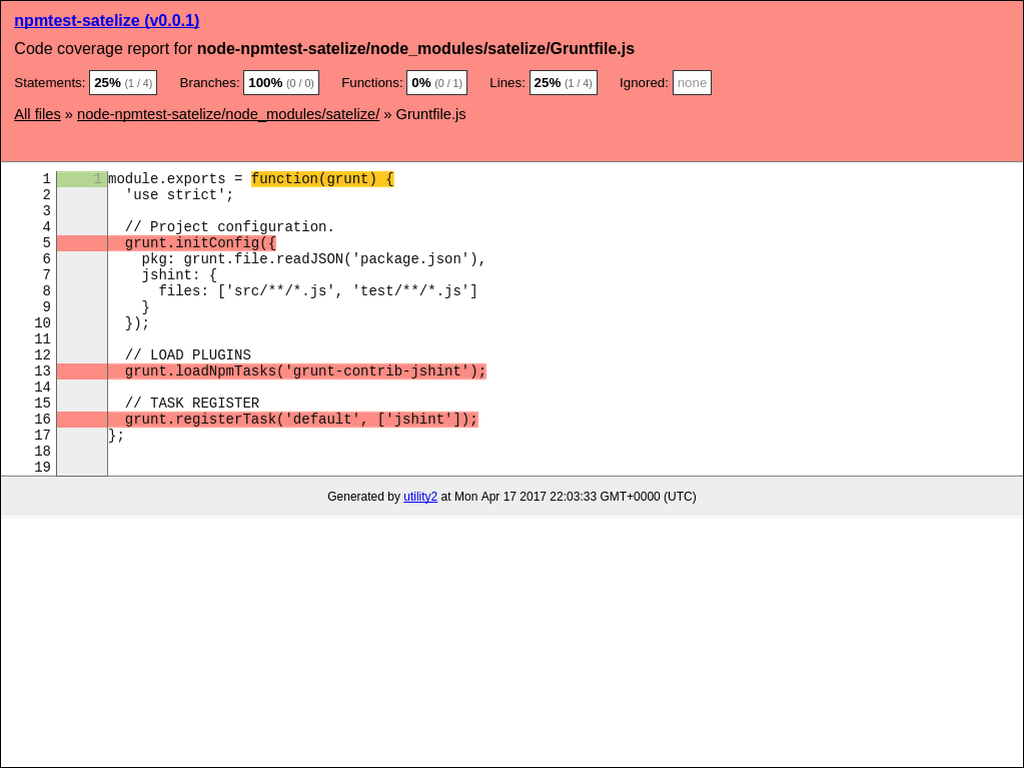 npmtest-satelize (v0.0.1)
Code coverage report for node-npmtest-satelize/node_modules/satelize/Gruntfile.js
Statements: 25% (1 / 4) Branches: 100% (0 / 0) Functions: 0% (0 / 1) Lines: 25% (1 / 4) Ignored: none
All files » node-npmtest-satelize/node_modules/satelize/ » Gruntfile.js
1 1 module.exports = function(grunt) {
2 'use strict';
3
4 // Project configuration.
5 grunt.initConfig({
6 pkg: grunt.file.readJSON('package.json'),
7 jshint: {
8 files: ['src/**/*.js', 'test/**/*.js']
9 }
10 });
11
12 // LOAD PLUGINS
13 grunt.loadNpmTasks('grunt-contrib-jshint');
14
15 // TASK REGISTER
16 grunt.registerTask('default', ['jshint']);
17 };
18
19
Generated by utility2 at Mon Apr 17 2017 22:03:33 GMT+0000 (UTC)